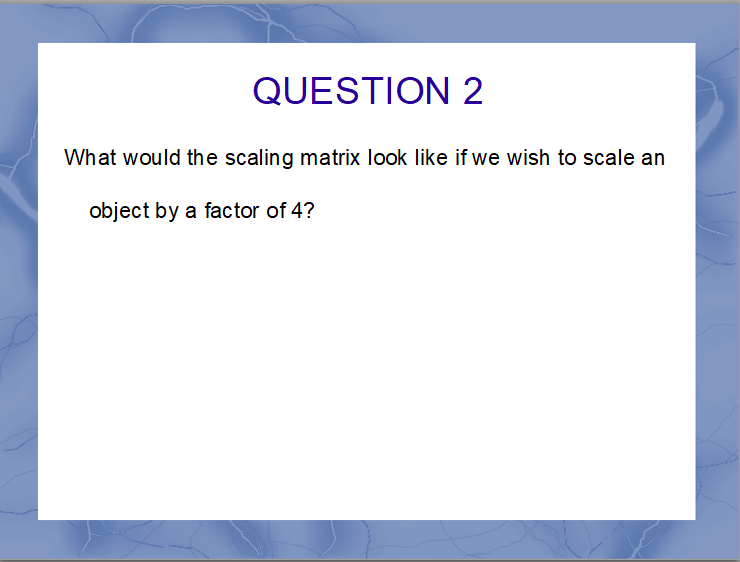 QUESTION 2
What would the scaling matrix look like if we wish to scale an
object by a factor of 4?